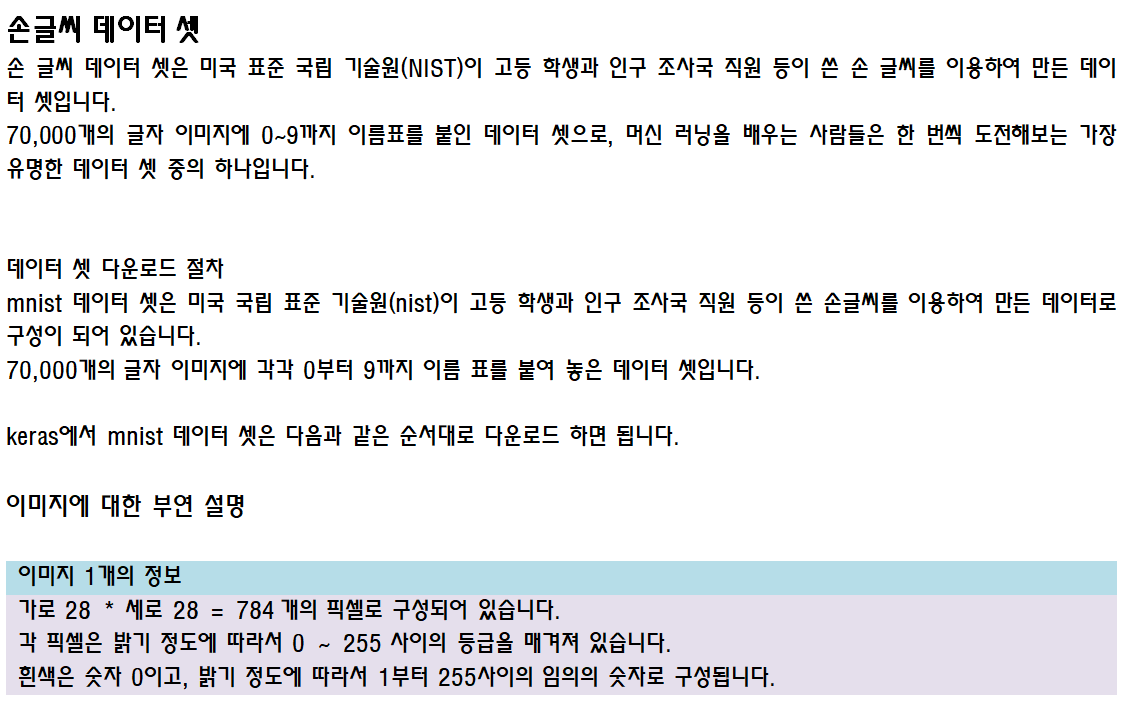 손글씨 데이터 셋
손 글씨 데이터 셋은 미국 표준 국립 기술원(NIST)이 고등 학생과 인구 조사국 직원 등이 쓴 손 글씨를 이용하여 만든 데이
터 셋입니다.
70,000개의 글자 이미지에 0~9까지 이름표를 붙인 데이터 셋으로, 머신 러닝을 배우는 사람들은 한 번씩 도전해보는 가장
유명한 데이터 셋 중의 하나입니다.
데이터 셋 다운로드 절차
mnist 데이터 셋은 미국 국립 표준 기술원(nist)이 고등 학생과 인구 조사국 직원 등이 쓴 손글씨를 이용하여 만든 데이터로
구성이 되어 있습니다.
70,000개의 글자 이미지에 각각 0부터 9까지 이름 표를 붙여 놓은 데이터 셋입니다.
keras에서 mnist 데이터 셋은 다음과 같은 순서대로 다운로드 하면 됩니다.
이미지에 대한 부연 설명
이미지 1개의 정보
가로 28 * 세로 28 = 784 개의 픽셀로 구성되어 있습니다.
각 픽셀은 밝기 정도에 따라서 0 ~ 255 사이의 등급을 매겨져 있습니다.
흰색은 숫자 0이고, 밝기 정도에 따라서 1부터 255사이의 임의의 숫자로 구성됩니다.